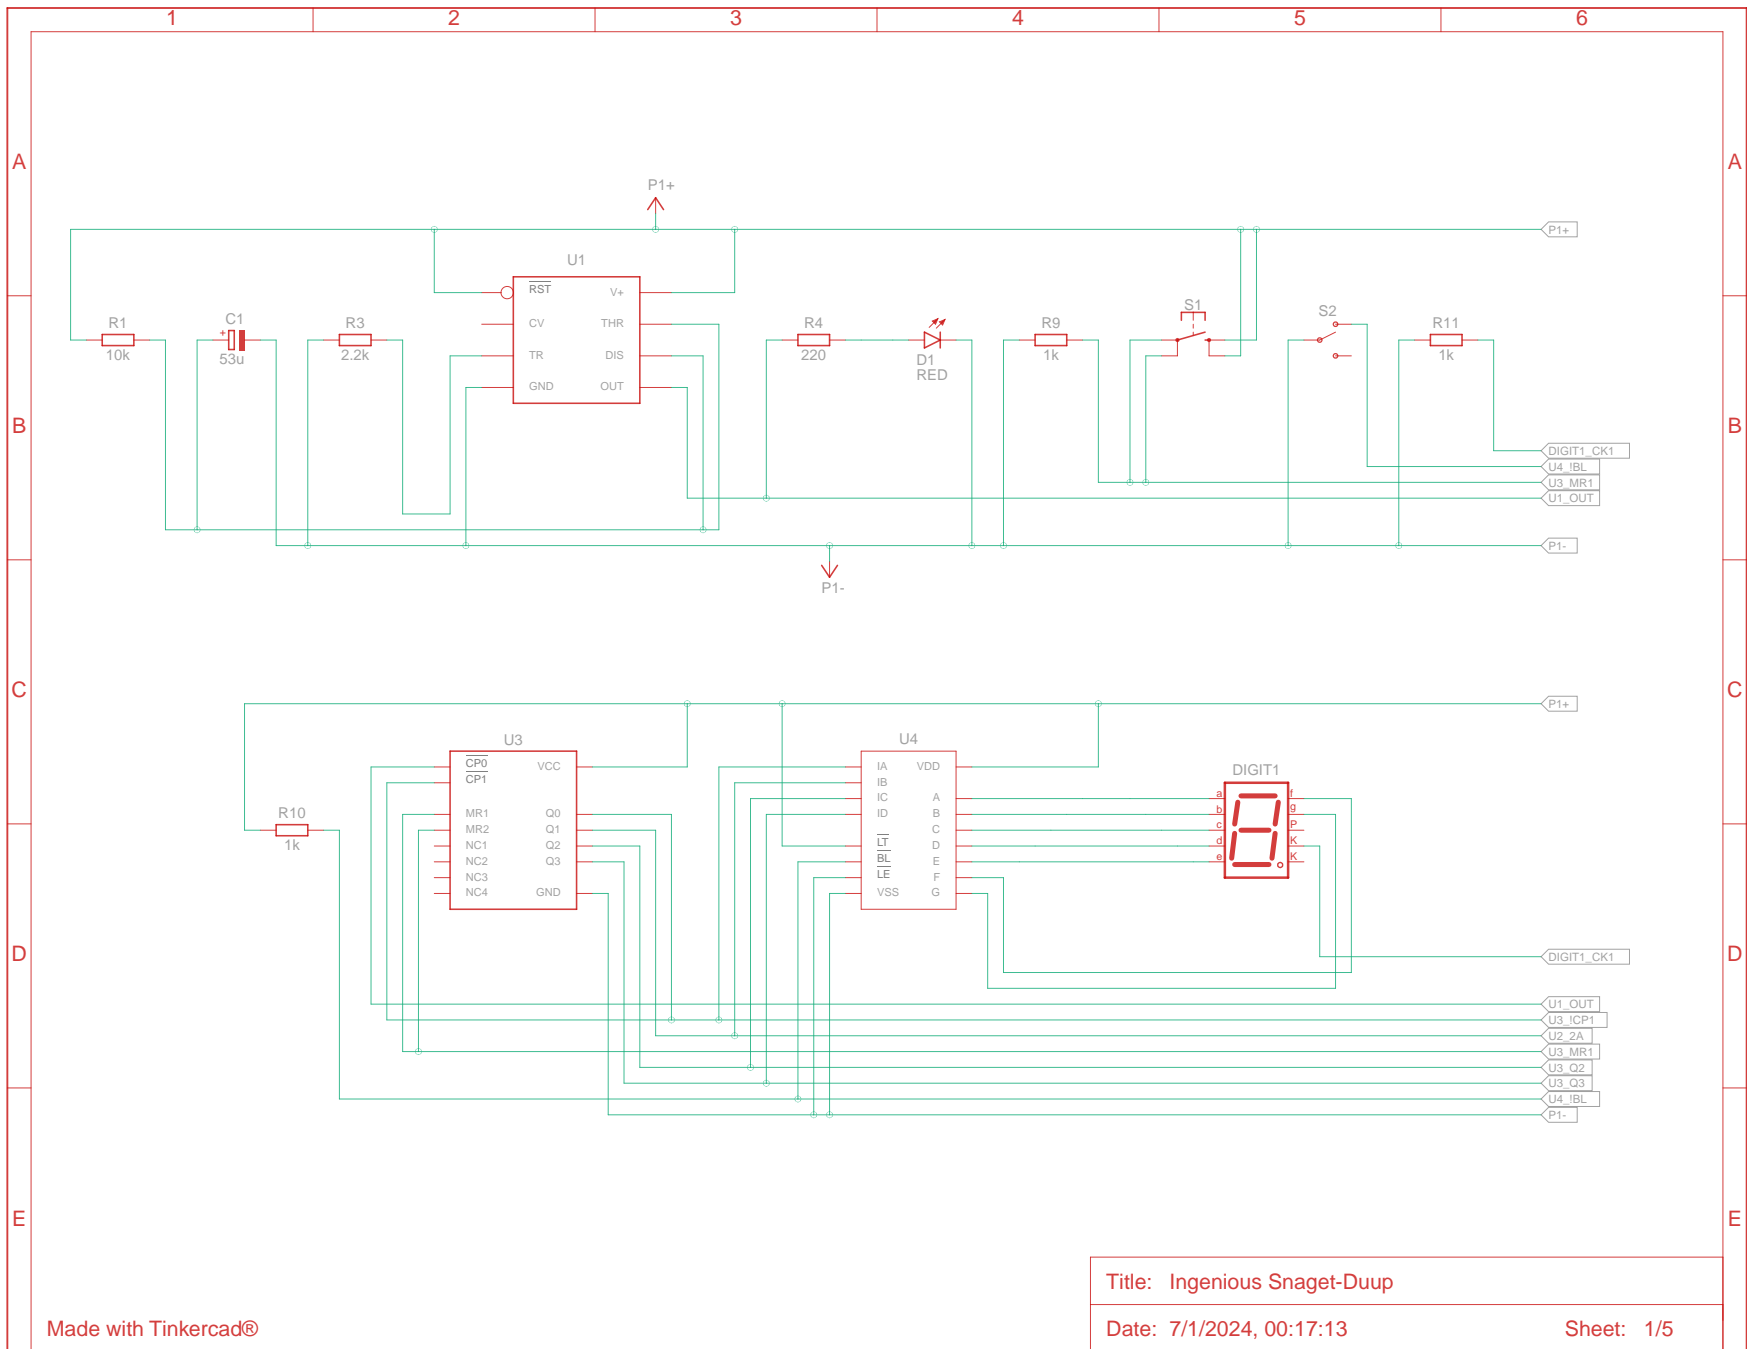 1 2 3 4 5 6
A A
P1+
P1+
U1
RST V+
CV THR
TR DIS
GND OUT
R1
10k
C1
+
53u
R3
2.2k
R4
220
D1
RED
R9
1k
S1
S2
R11
1k
B B
DIGIT1_CK1
U4_!BL
U3_MR1
U1_OUT
P1-
P1-
C C
P1+
U3
CP0 VCC
CP1
MR1 Q0
MR2 Q1
NC1 Q2
NC2 Q3
NC3
NC4 GND
R10
1k
U4
IA VDD
IB
IC A
ID B
C
LT D
BL E
LE F
VSS G
DIGIT1
a f
b g
c P
d K
e K
D D
DIGIT1_CK1
U1_OUT
U3_!CP1
U2_2A
U3_MR1
U3_Q2
U3_Q3
U4_!BL
P1-
E E
Title: Ingenious Snaget-Duup
Made with Tinkercad®
Date: 7/1/2024, 00:17:13 Sheet: 1/5